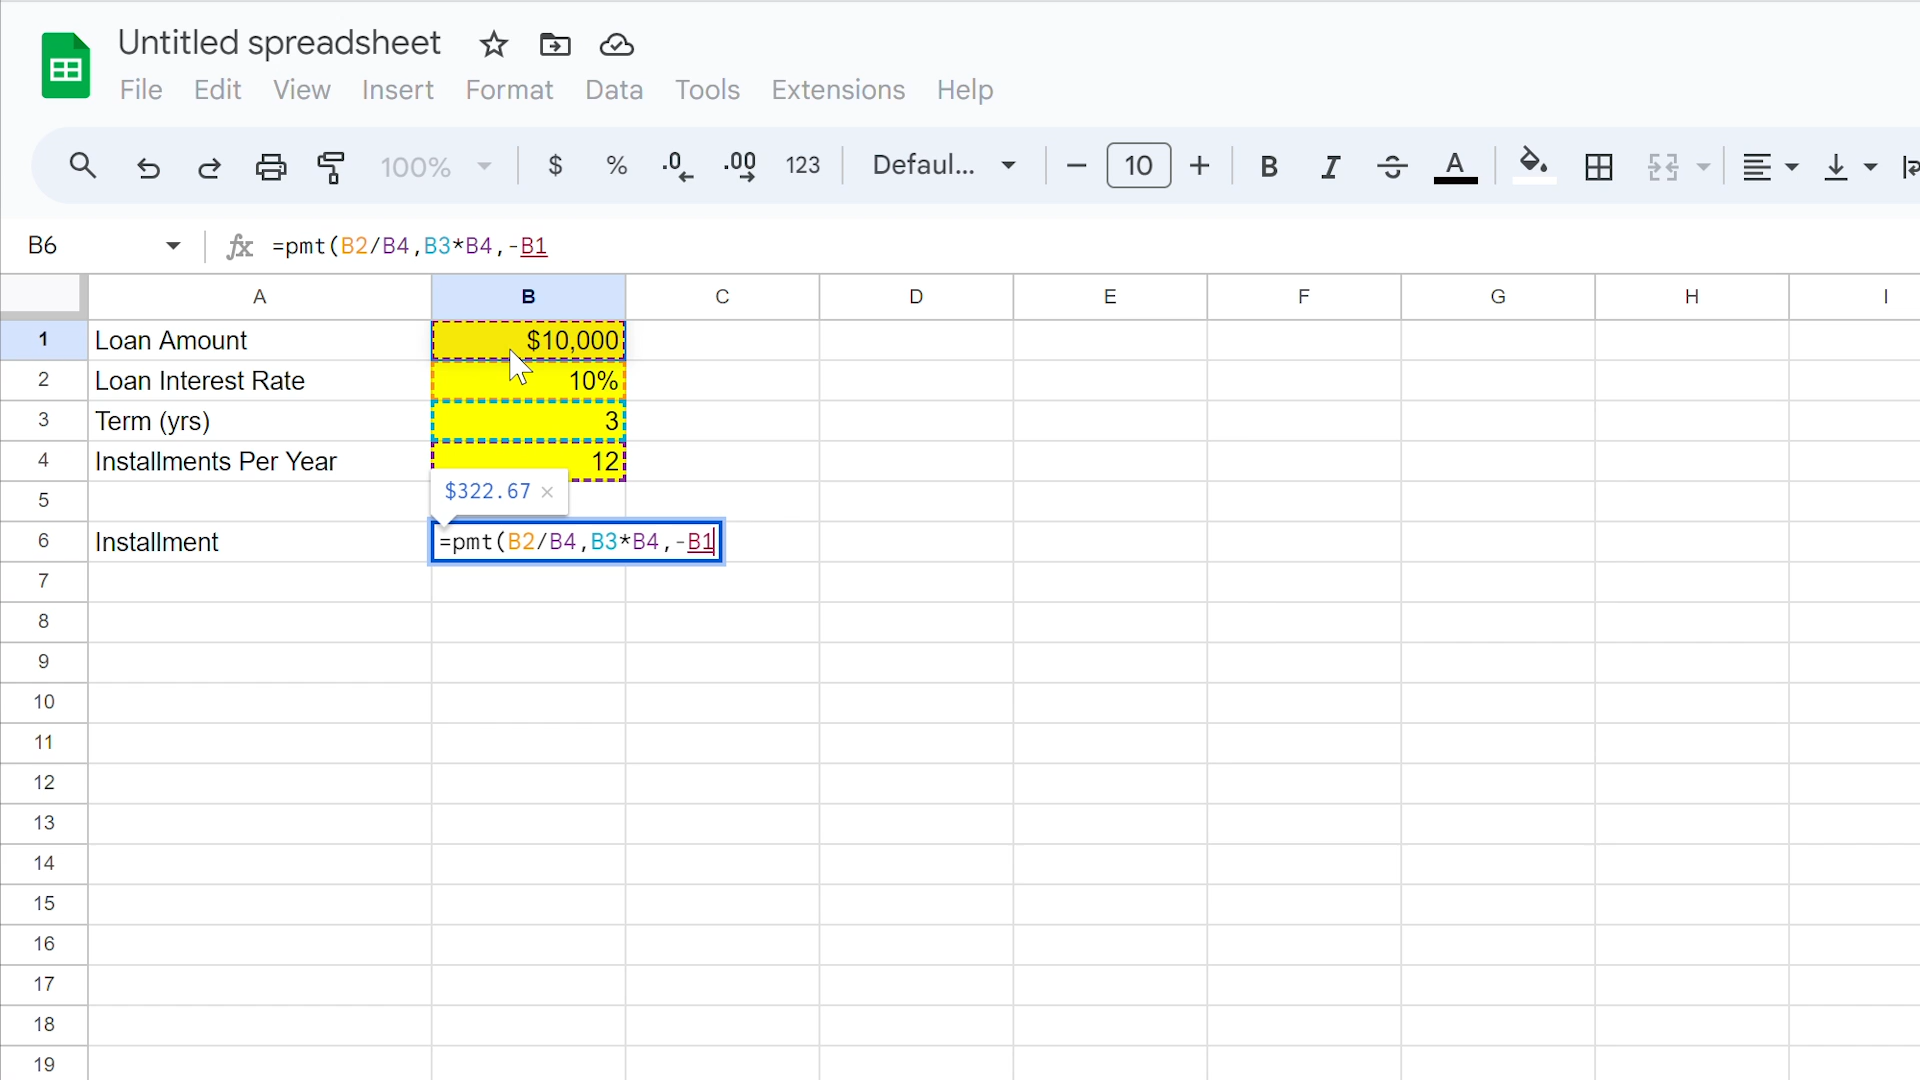 Untitled spreadsheet
File Edit View Insert Format Data Tools Extensions Help
100% $ % .0 .00 123 Defaul... − 10 + B I S A
B6 fx =pmt(B2/B4,B3*B4,-B1
A B C D E F G H I
1 Loan Amount $10,000
2 Loan Interest Rate 10%
3 Term (yrs) 3
4 Installments Per Year 12
5 $322.67 ×
6 Installment =pmt(B2/B4,B3*B4,-B1
7
8
9
10
11
12
13
14
15
16
17
18
19